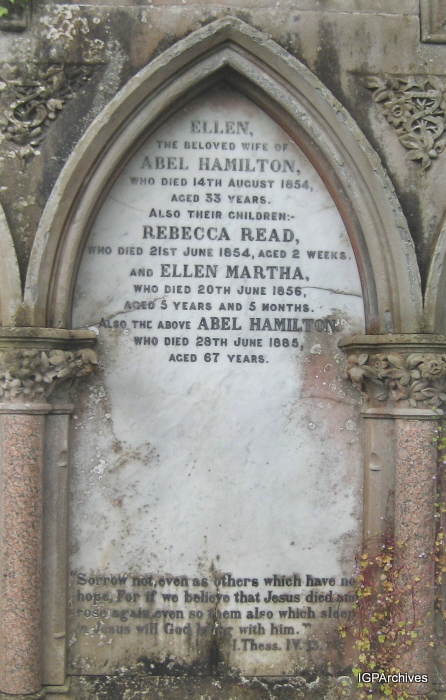 ELLEN,
THE BELOVED WIFE OF
ABEL HAMILTON,
WHO DIED 14TH AUGUST 1854,
AGED 33 YEARS.
ALSO THEIR CHILDREN:-
REBECCA READ,
WHO DIED 21ST JUNE 1854, AGED 2 WEEKS.
AND ELLEN MARTHA,
WHO DIED 20TH JUNE 1856,
AGED 5 YEARS AND 5 MONTHS.
ALSO THE ABOVE ABEL HAMILTON
WHO DIED 28TH JUNE 1885,
AGED 67 YEARS.
"Sorrow not, even as others which have no
hope. For if we believe that Jesus died and
rose again, even so them also which sleep
in Jesus will God bring with him."
I. Thess. IV. 13.
IGPArchives